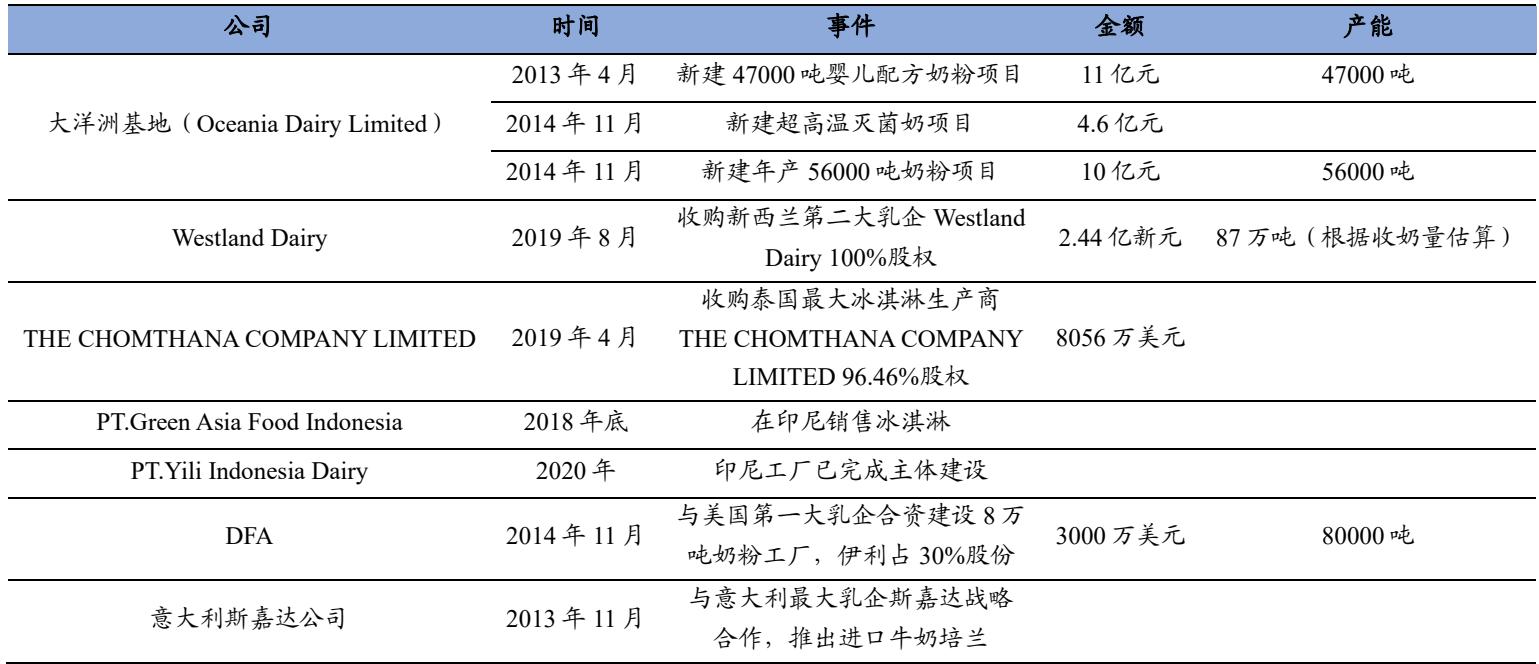 公司 时间 事件 金额 产能
2013 年 4 月 新建 47000 吨婴儿配方奶粉项目 11 亿元 47000 吨
大洋洲基地（Oceania Dairy Limited） 2014 年 11 月 新建超高温灭菌奶项目 4.6 亿元
2014 年 11 月 新建年产 56000 吨奶粉项目 10 亿元 56000 吨
收购新西兰第二大乳企 Westland
Westland Dairy 2019 年 8 月 2.44 亿新元 87 万吨（根据收奶量估算）
Dairy 100%股权
收购泰国最大冰淇淋生产商
THE CHOMTHANA COMPANY LIMITED 2019 年 4 月 THE CHOMTHANA COMPANY 8056 万美元
LIMITED 96.46%股权
PT.Green Asia Food Indonesia 2018 年底 在印尼销售冰淇淋
PT.Yili Indonesia Dairy 2020 年 印尼工厂已完成主体建设
与美国第一大乳企合资建设 8 万
DFA 2014 年 11 月 3000 万美元 80000 吨
吨奶粉工厂，伊利占 30%股份
与意大利最大乳企斯嘉达战略
意大利斯嘉达公司 2013 年 11 月
合作，推出进口牛奶培兰